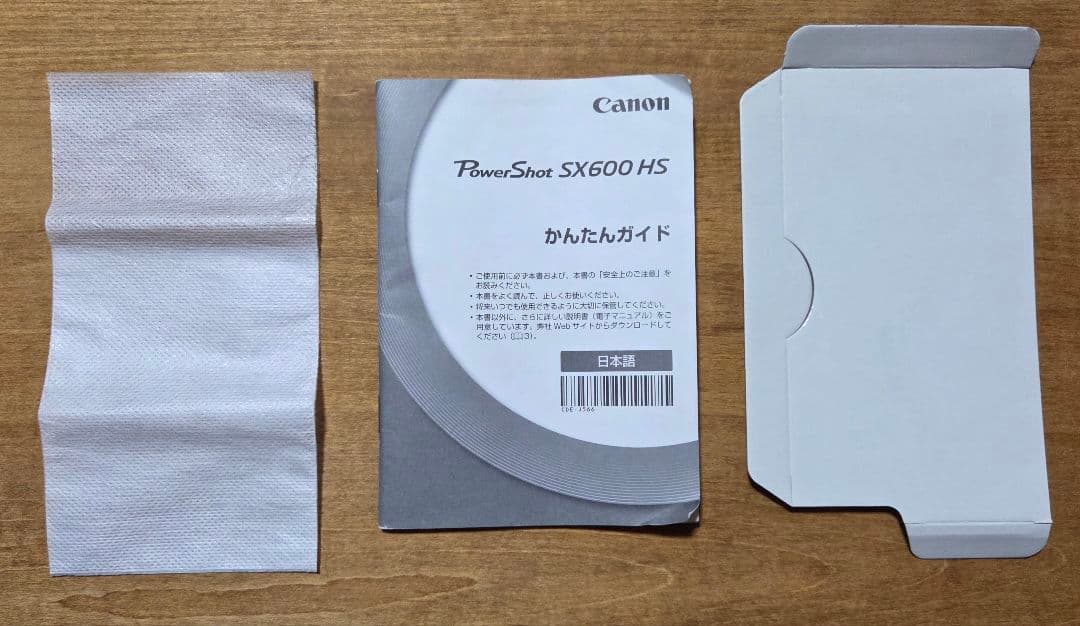 Canon
PowerShot SX600 HS
かんたんガイド
・ご使用前に必ず本書および、本書の「安全上のご注意」を
お読みください。
・本書をよく読んで、正しくお使いください。
・将来いつでも使用できるように大切に保管してください。
・本書以外に、さらに詳しい説明書（電子マニュアル）をご
用意しています。弊社 Web サイトからダウンロードして
ください（📖3）。
日本語
CDE-J566